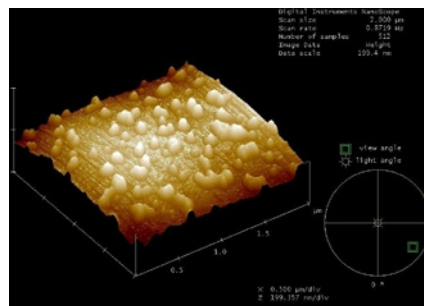 Digital Instruments NanoScope
Scan size 2.000 µm
Scan rate 0.8719 Hz
Number of samples 512
Image Data Height
Data scale 199.4 nm
view angle
light angle
µm
0.5
1.0
1.5
X 0.500 µm/div
Z 199.357 nm/div
0 °